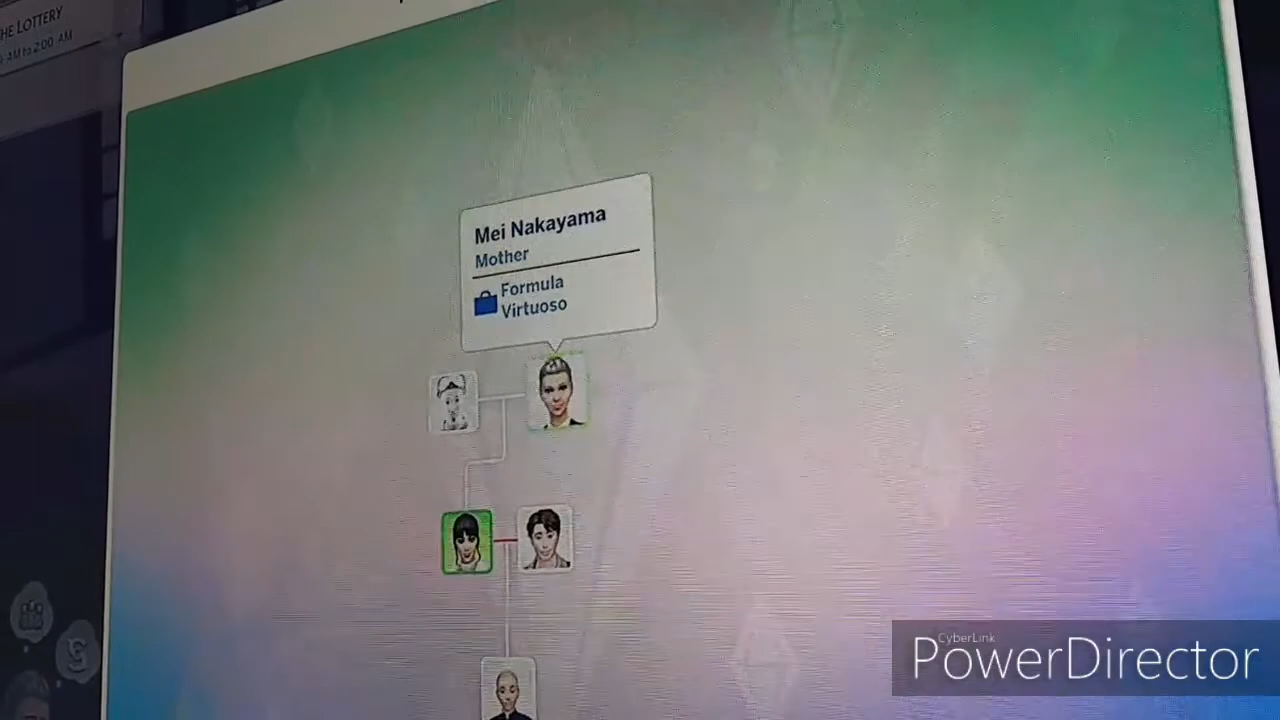 HE LOTTERY
AM to 2:00 AM
Mei Nakayama
Mother
Formula
Virtuoso
CyberLink
PowerDirector